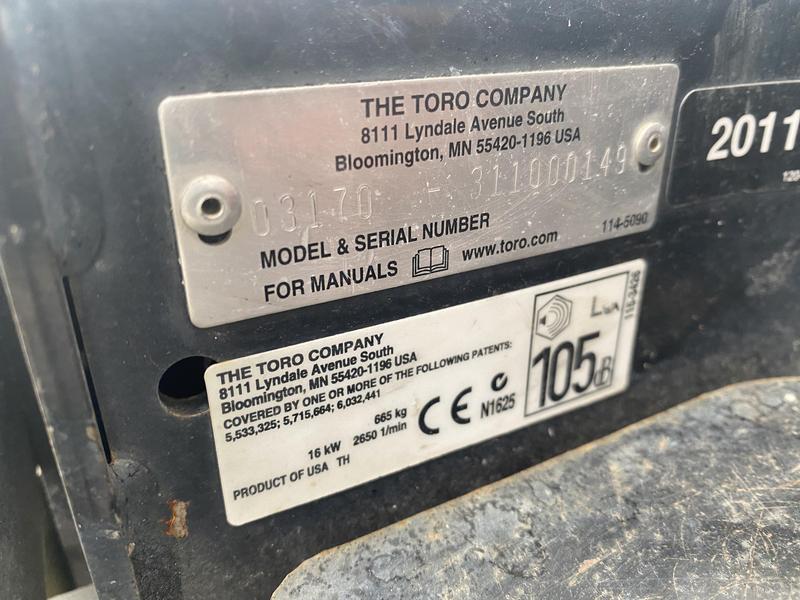 THE TORO COMPANY
8111 Lyndale Avenue South
Bloomington, MN 55420-1196 USA
03170 - 311000149
MODEL & SERIAL NUMBER
114-5090
FOR MANUALS www.toro.com
2011
THE TORO COMPANY
8111 Lyndale Avenue South
Bloomington, MN 55420-1196 USA
COVERED BY ONE OR MORE OF THE FOLLOWING PATENTS:
5,533,325; 5,715,664; 6,032,441
665 kg
16 kW 2650 1/min
PRODUCT OF USA TH
CE
N1625
LWA
105dB